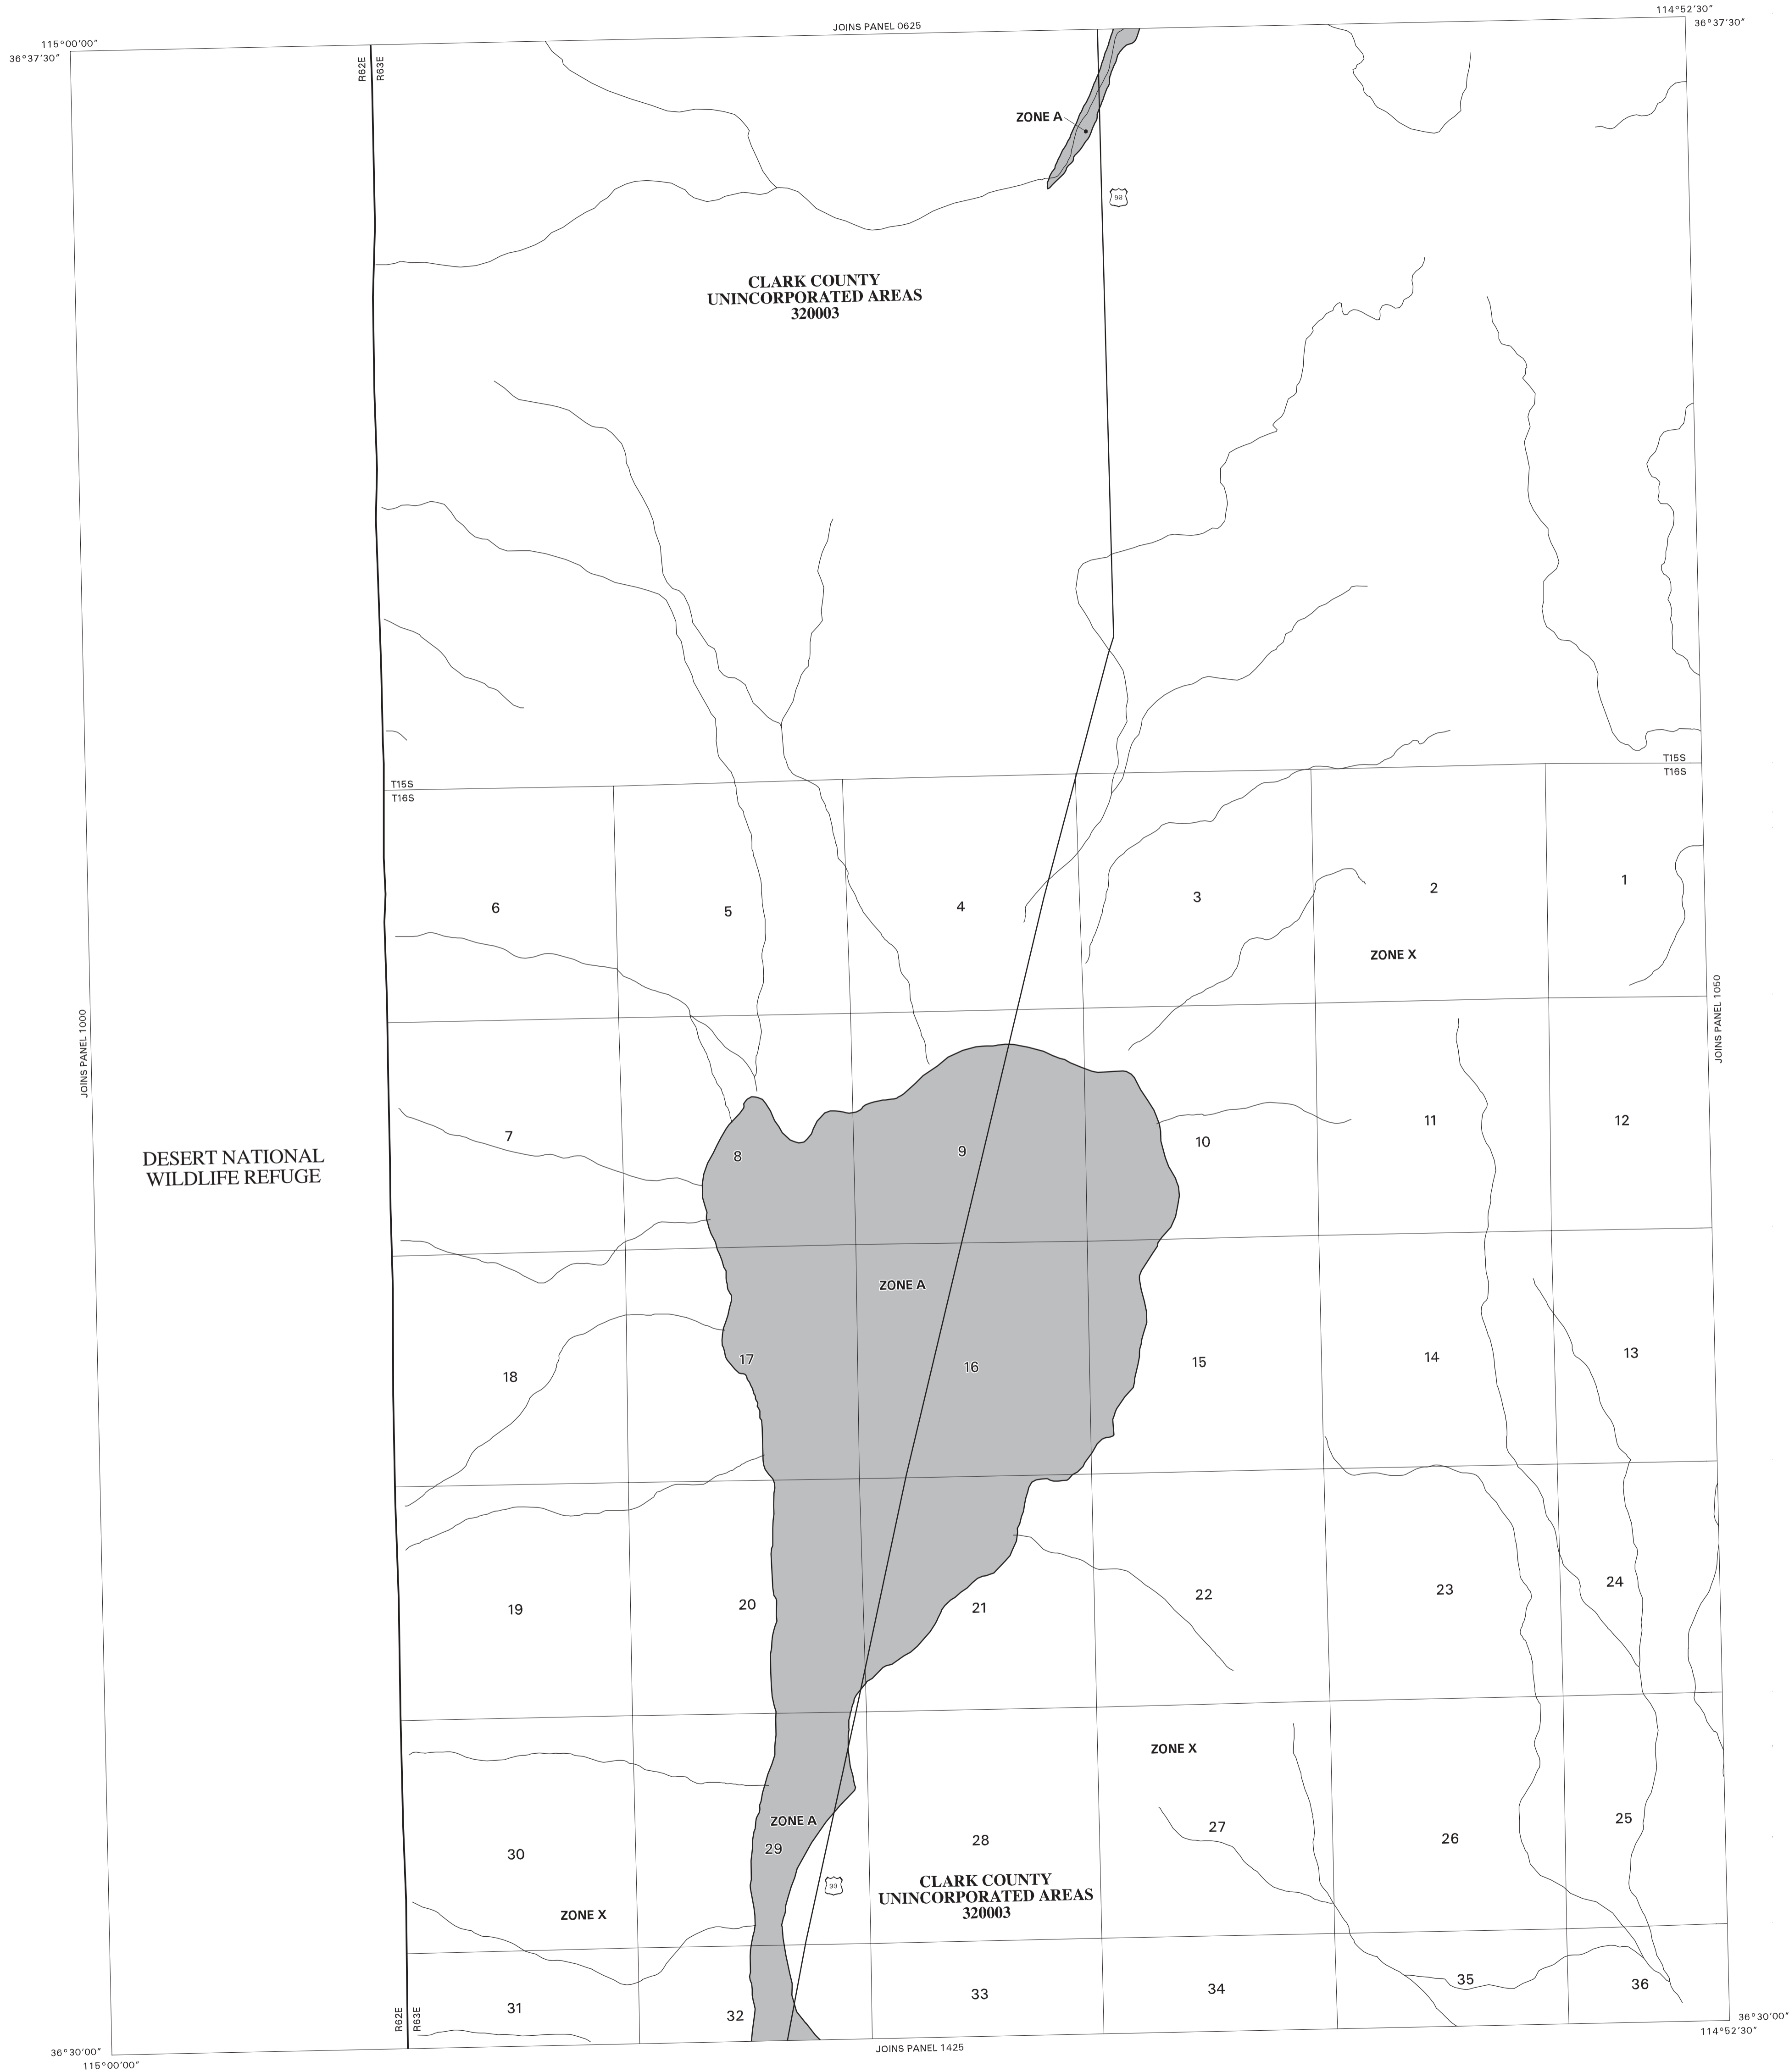 JOINS PANEL 0625
114°52'30"
36°37'30"
115°00'00"
36°37'30"
R62E
R63E
ZONE A
93
CLARK COUNTY
UNINCORPORATED AREAS
320003
T15S
T16S
T15S
T16S
6
5
4
3
2
1
ZONE X
JOINS PANEL 1000
JOINS PANEL 1050
7
8
9
10
11
12
DESERT NATIONAL
WILDLIFE REFUGE
ZONE A
18
17
16
15
14
13
19
20
21
22
23
24
ZONE X
ZONE A
30
29
28
27
26
25
93
CLARK COUNTY
UNINCORPORATED AREAS
320003
ZONE X
31
32
33
34
35
36
R62E
R63E
36°30'00"
115°00'00"
JOINS PANEL 1425
36°30'00"
114°52'30"